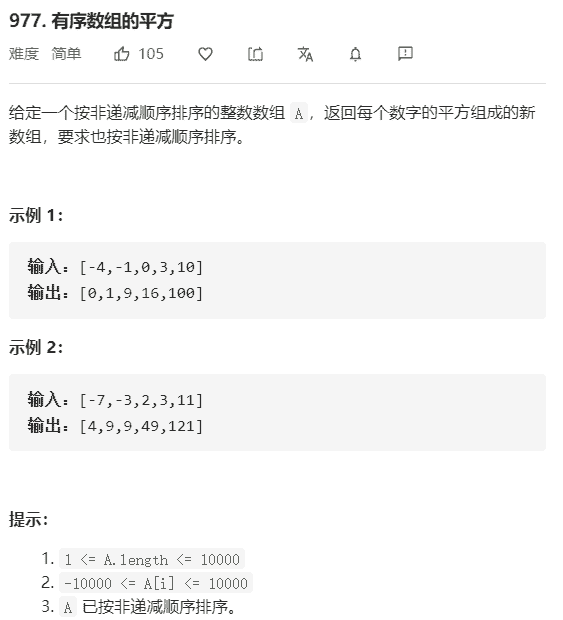 977. 有序数组的平方
难度 简单 105
给定一个按非递减顺序排序的整数数组 A，返回每个数字的平方组成的新
数组，要求也按非递减顺序排序。
示例 1：
输入：[-4,-1,0,3,10]
输出：[0,1,9,16,100]
示例 2：
输入：[-7,-3,2,3,11]
输出：[4,9,9,49,121]
提示：
1. 1 <= A.length <= 10000
2. -10000 <= A[i] <= 10000
3. A 已按非递减顺序排序。